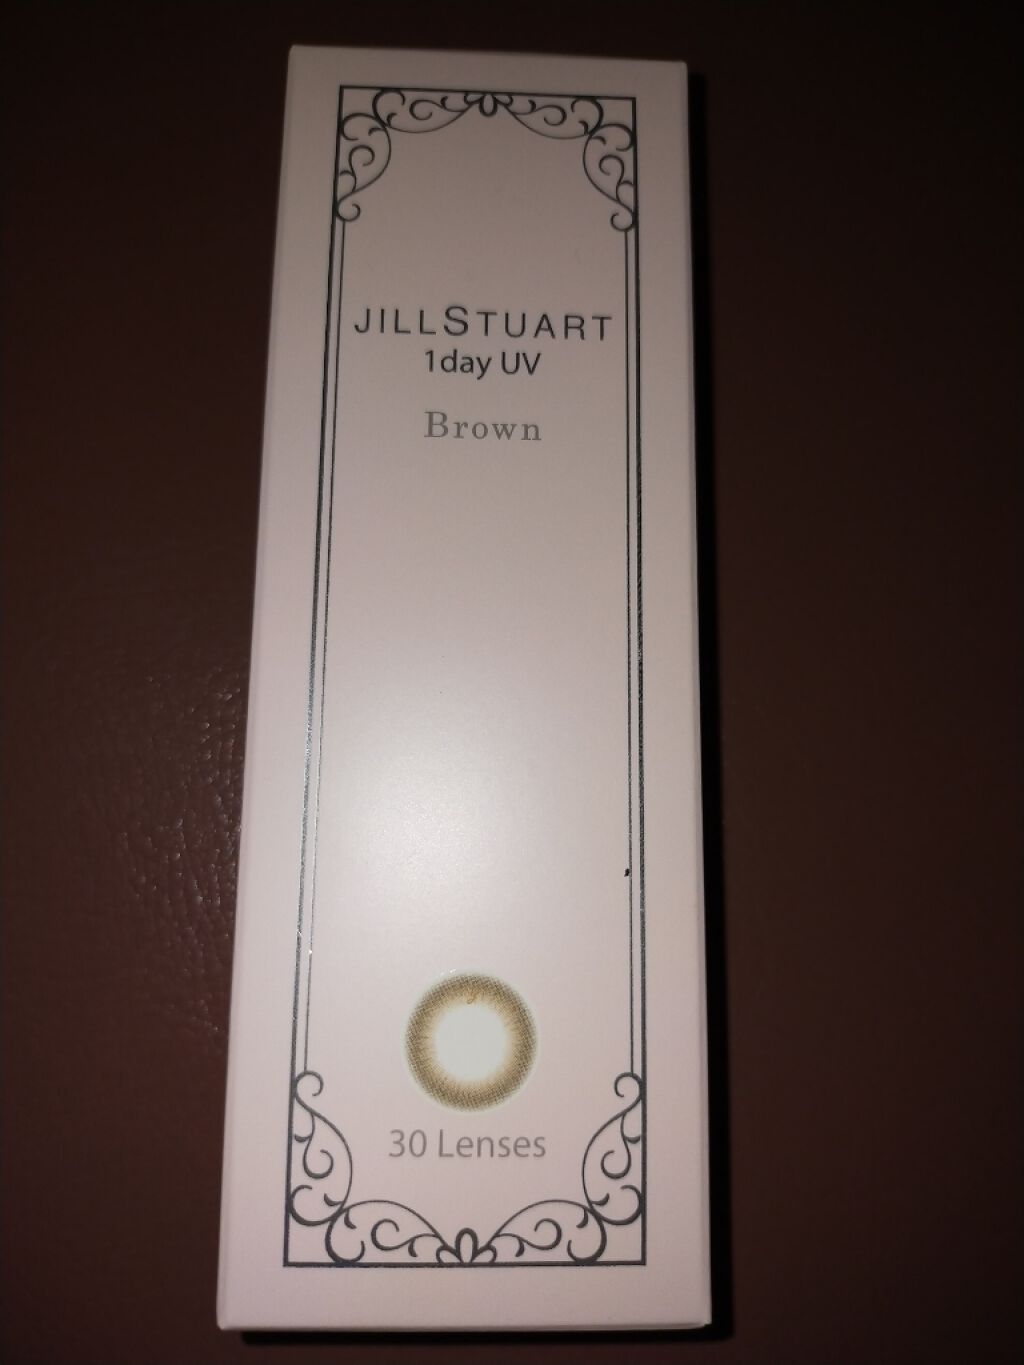 JILLSTUART
1day UV
Brown
30 Lenses